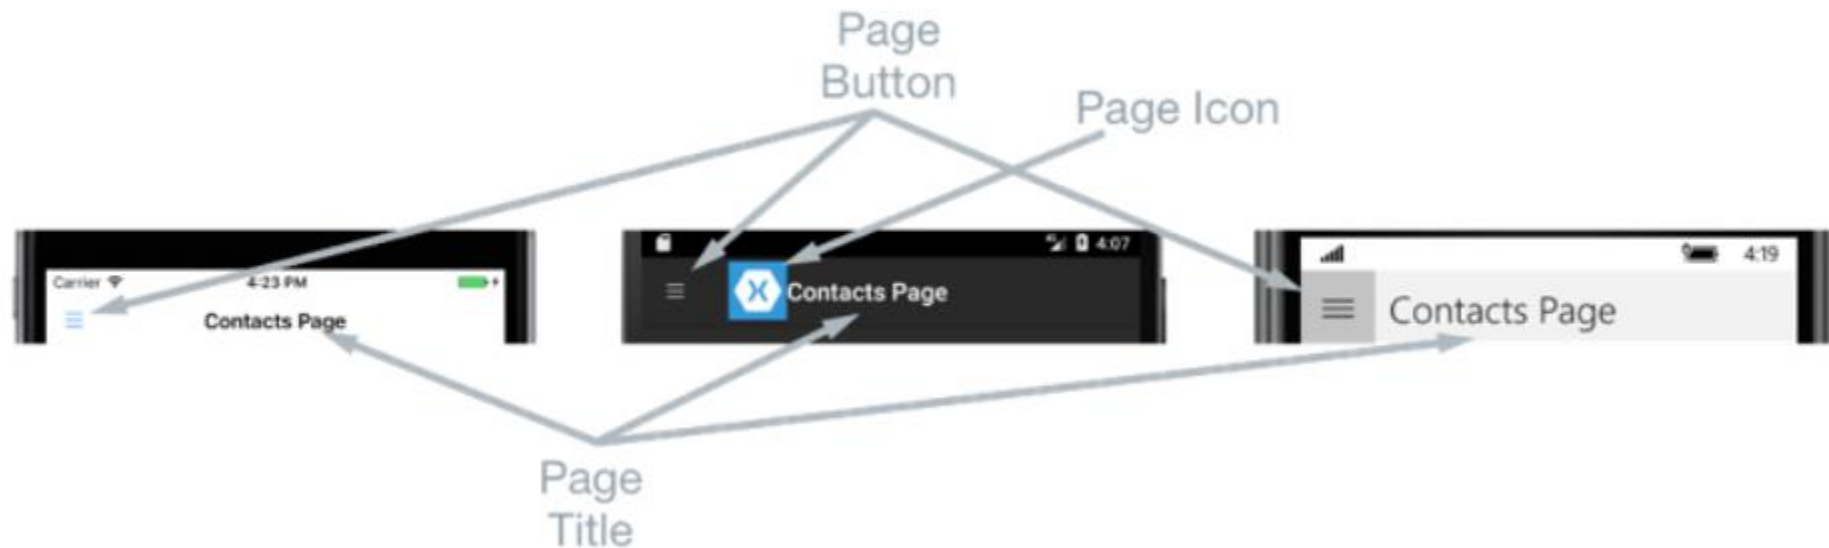 Page
Button
Page Icon
Carrier 4:23 PM
Contacts Page
4:07
Contacts Page
4:19
Contacts Page
Page
Title